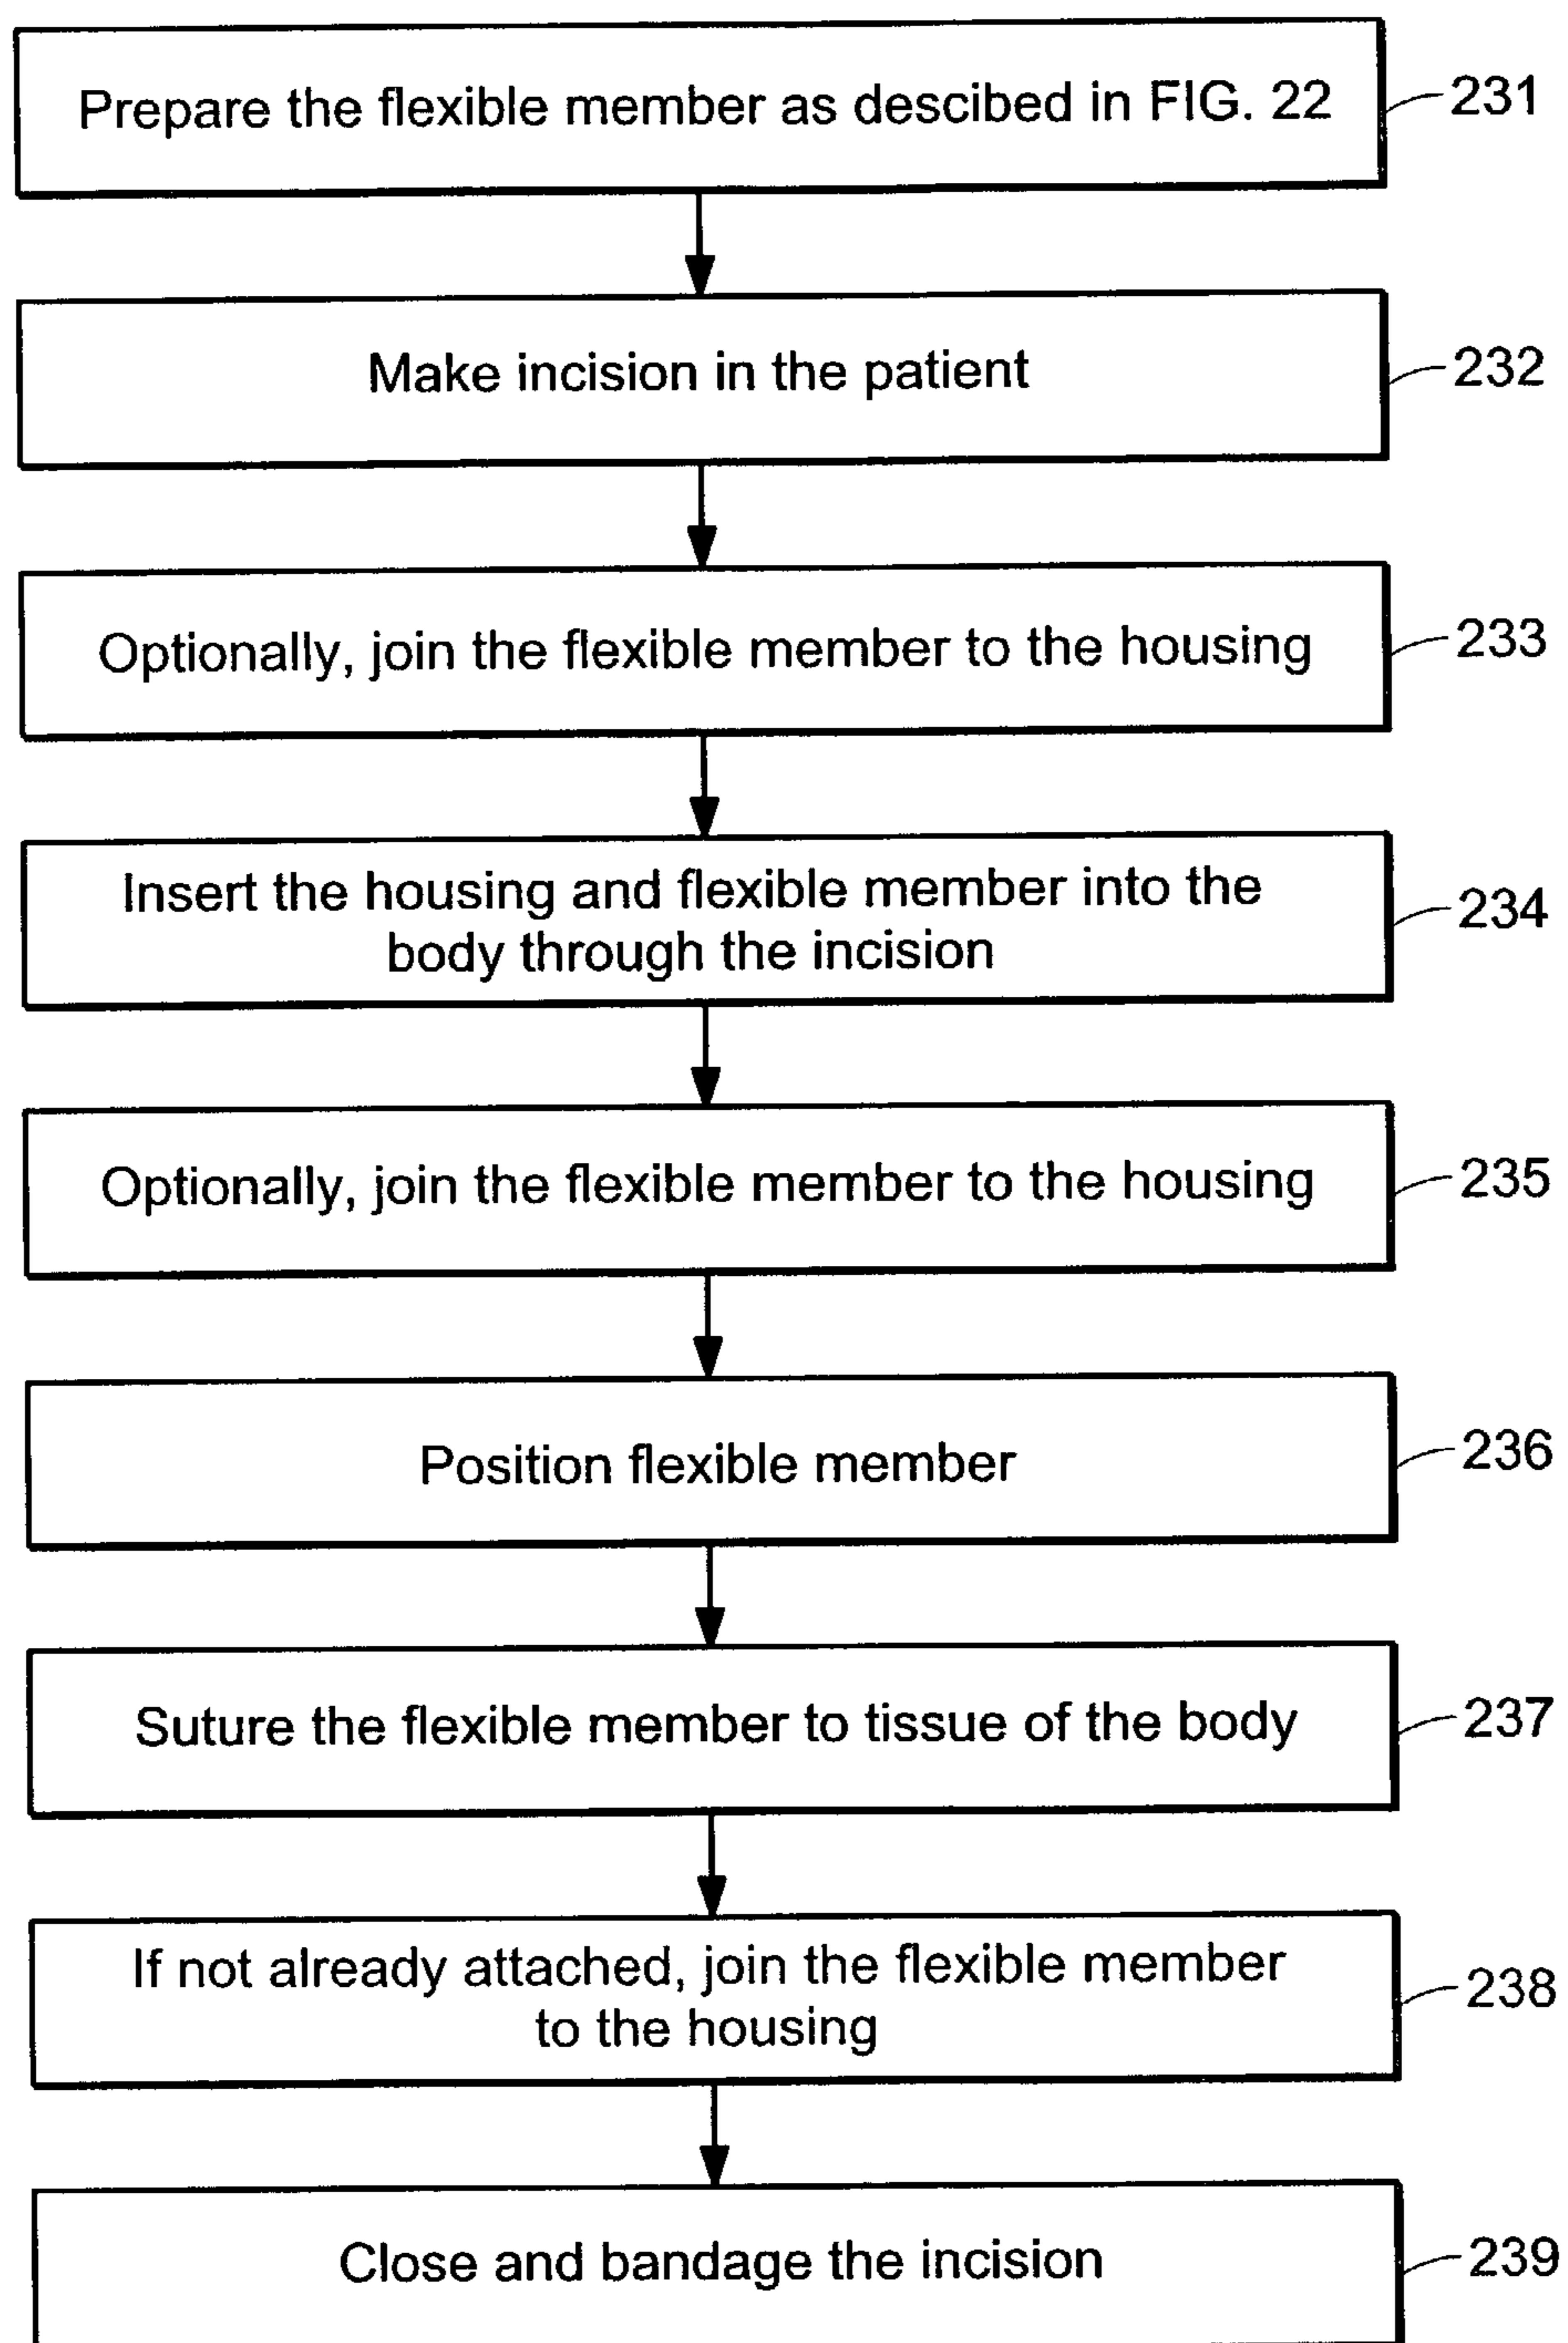 Prepare the flexible member as descibed in FIG. 22
231
Make incision in the patient
232
Optionally, join the flexible member to the housing
233
Insert the housing and flexible member into the
body through the incision
234
Optionally, join the flexible member to the housing
235
Position flexible member
236
Suture the flexible member to tissue of the body
237
If not already attached, join the flexible member
to the housing
238
Close and bandage the incision
239